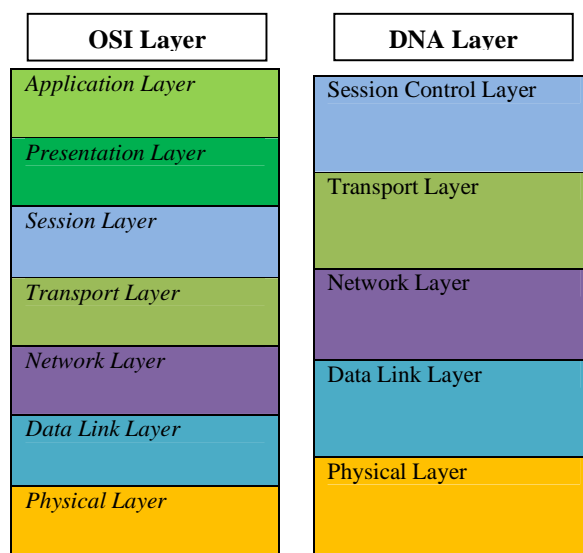 OSI Layer
Application Layer
Presentation Layer
Session Layer
Transport Layer
Network Layer
Data Link Layer
Physical Layer
DNA Layer
Session Control Layer
Transport Layer
Network Layer
Data Link Layer
Physical Layer